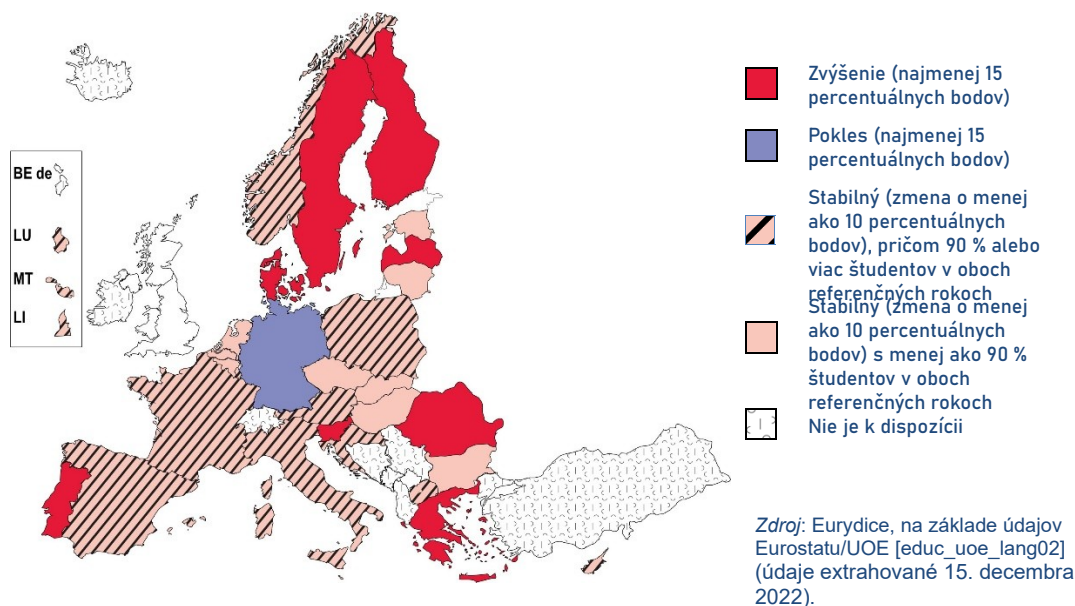 BE de
LU
MT
LI
Zvýšenie (najmenej 15
percentuálnych bodov)
Pokles (najmenej 15
percentuálnych bodov)
Stabilný (zmena o menej
ako 10 percentuálnych
bodov), pričom 90 % alebo
viac študentov v oboch
referenčných rokoch
Stabilný (zmena o menej
ako 10 percentuálnych
bodov) s menej ako 90 %
študentov v oboch
referenčných rokoch
Nie je k dispozícii
Zdroj: Eurydice, na základe údajov
Eurostatu/UOE [educ_uoe_lang02]
(údaje extrahované 15. decembra
2022).